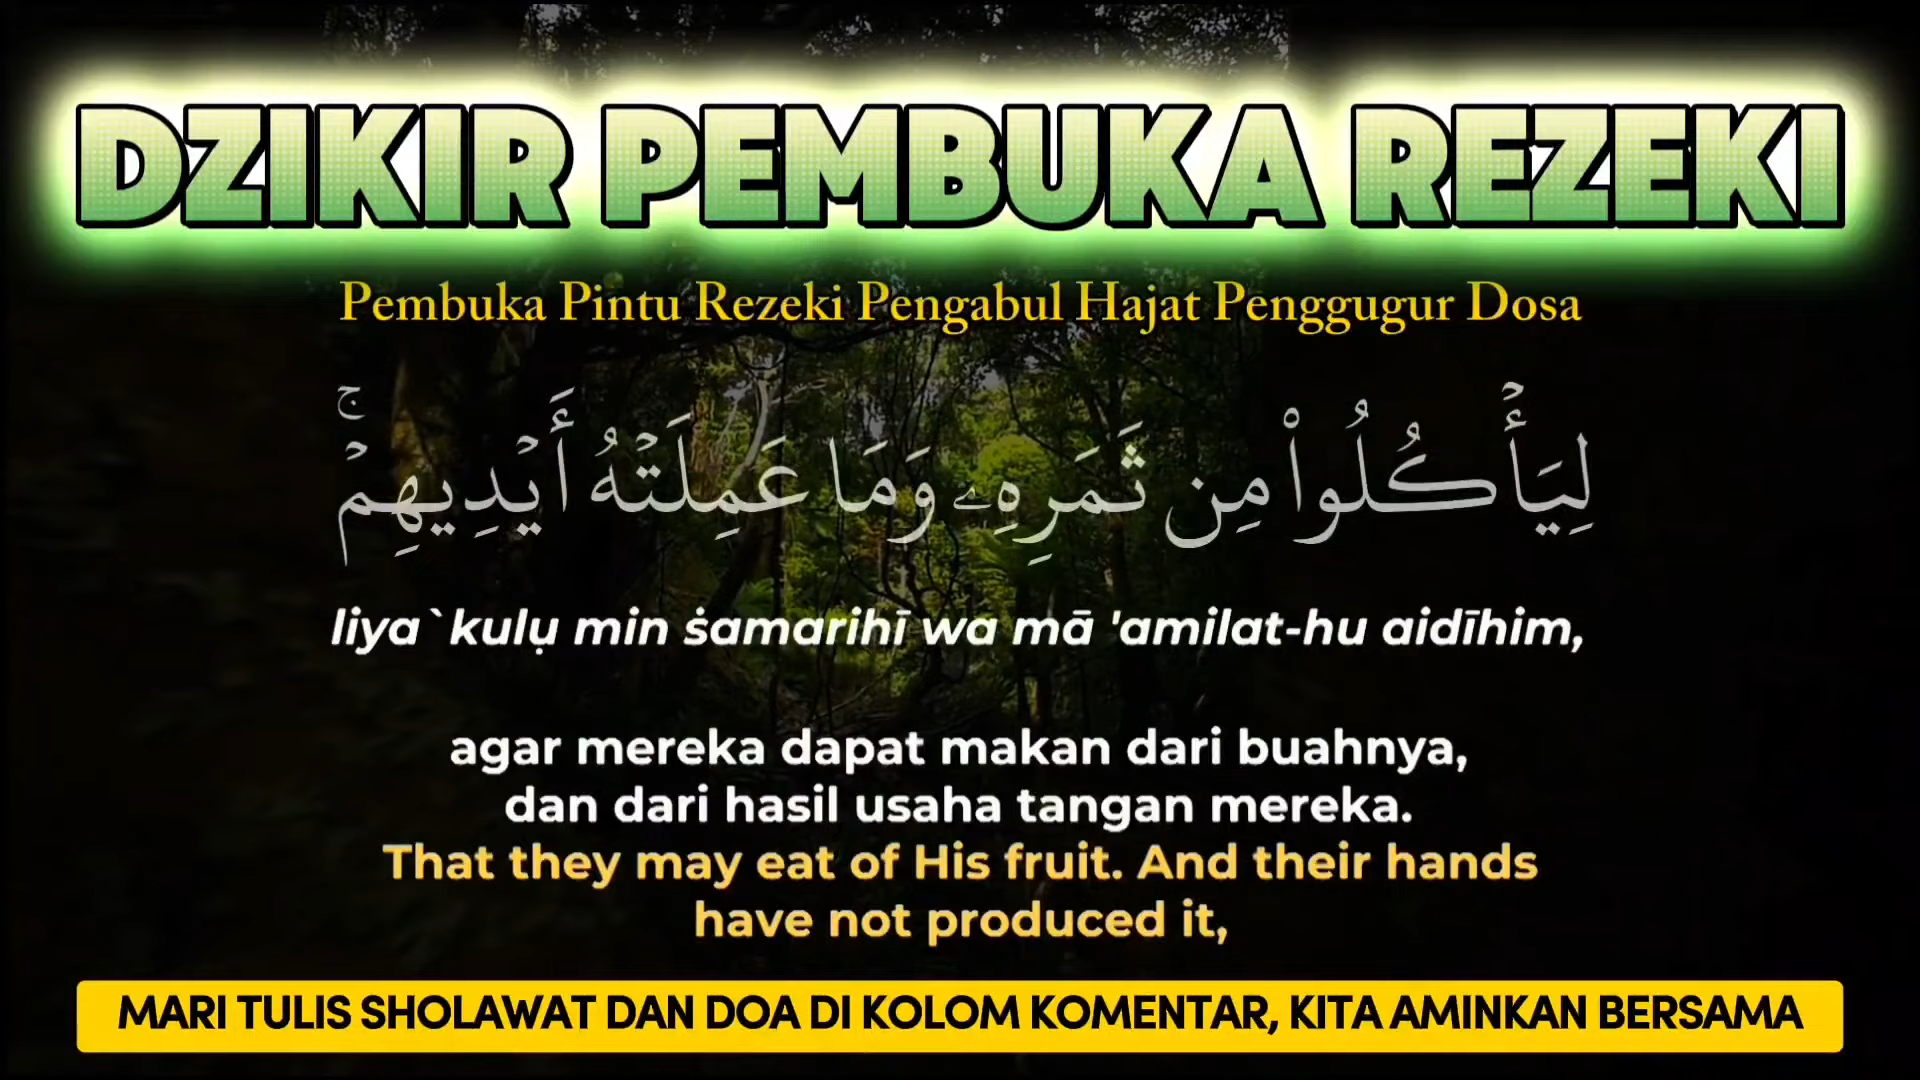 DZIKIR PEMBUKA REZEKI
Pembuka Pintu Rezeki Pengabul Hajat Penggugur Dosa
لِيَأْكُلُوا۟ مِن ثَمَرِهِۦ وَمَا عَمِلَتْهُ أَيْدِيهِمْ ۚ
liya`kulụ min ṡamarihī wa mā 'amilat-hu aidīhim,
agar mereka dapat makan dari buahnya,
dan dari hasil usaha tangan mereka.
That they may eat of His fruit. And their hands
have not produced it,
MARI TULIS SHOLAWAT DAN DOA DI KOLOM KOMENTAR, KITA AMINKAN BERSAMA